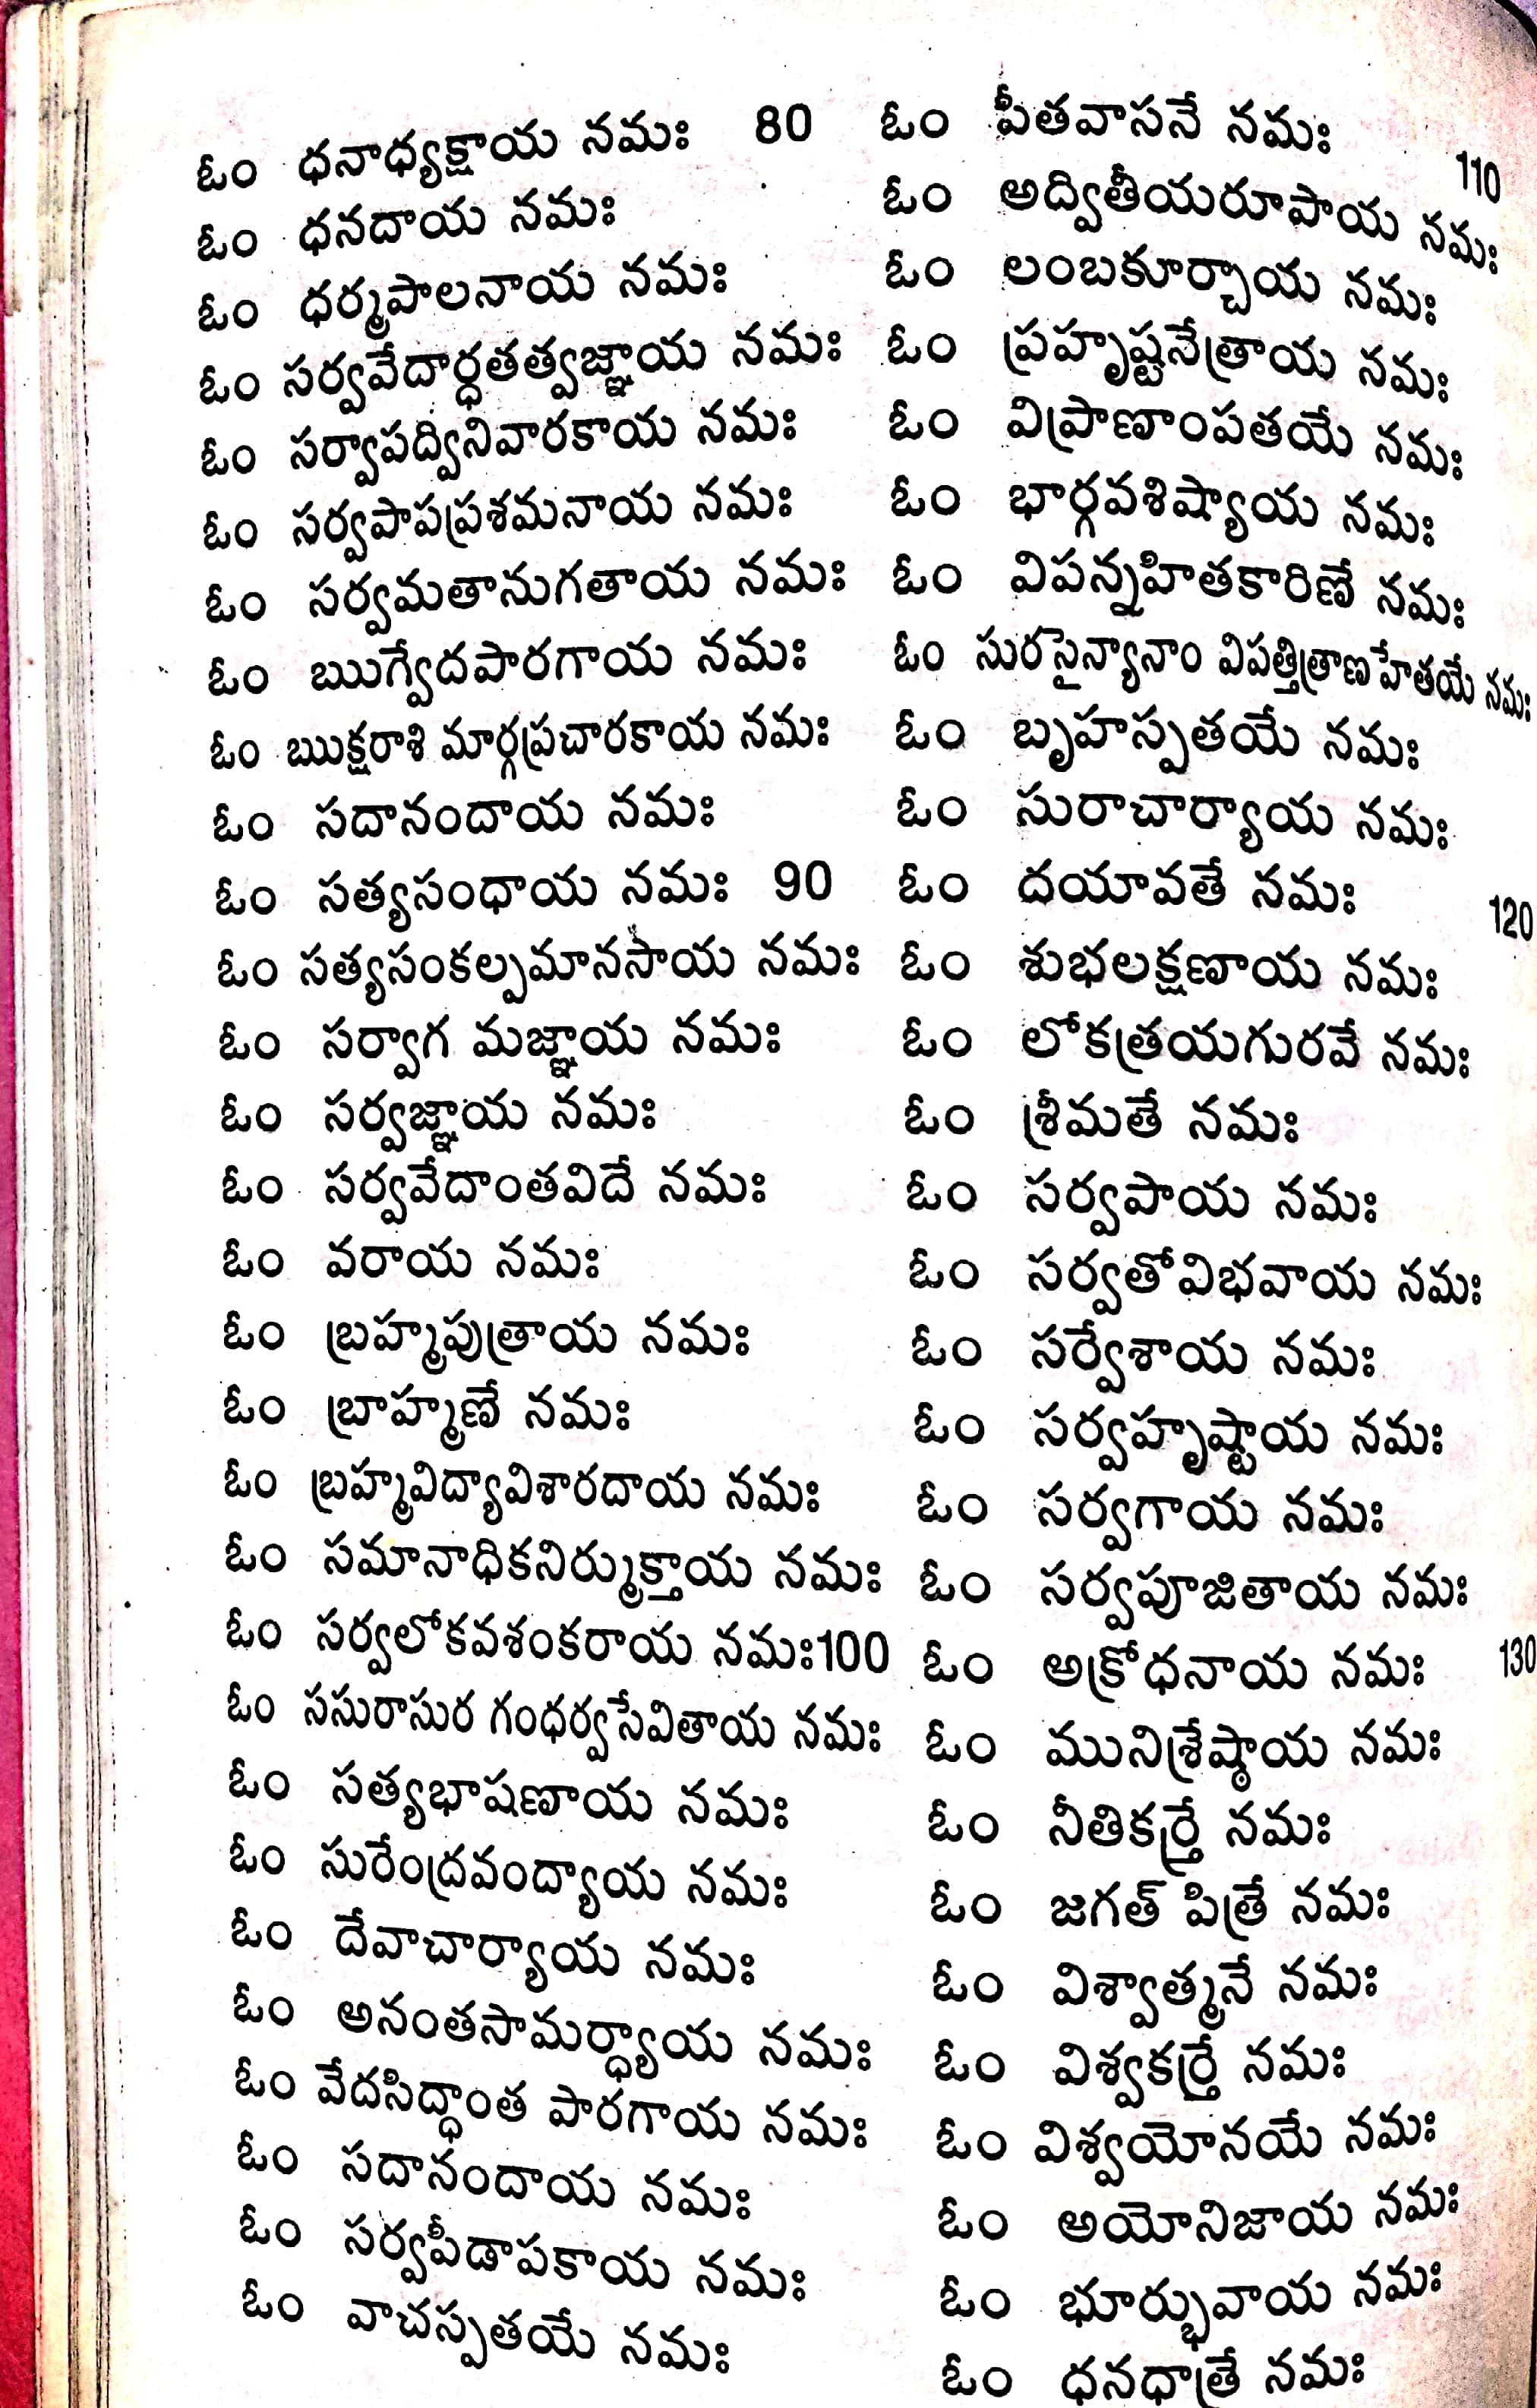 ఓం ధనాధ్యక్షాయ నమః 80
ఓం ధనదాయ నమః
ఓం ధర్మపాలనాయ నమః
ఓం సర్వవేదార్ధతత్వజ్ఞాయ నమః
ఓం సర్వాపద్వినివారకాయ నమః
ఓం సర్వపాపప్రశమనాయ నమః
ఓం సర్వమతానుగతాయ నమః
ఓం ఋగ్వేదపారగాయ నమః
ఓం ఋక్షరాశి మార్గప్రచారకాయ నమః
ఓం సదానందాయ నమః
ఓం సత్యసంధాయ నమః 90
ఓం సత్యసంకల్పమానసాయ నమః
ఓం సర్వాగ మజ్ఞాయ నమః
ఓం సర్వజ్ఞాయ నమః
ఓం సర్వవేదాంతవిదే నమః
ఓం వరాయ నమః
ఓం బ్రహ్మపుత్రాయ నమః
ఓం బ్రాహ్మణే నమః
ఓం బ్రహ్మవిద్యావిశారదాయ నమః
ఓం సమానాధికనిర్ముక్తాయ నమః
ఓం సర్వలోకవశంకరాయ నమః100
ఓం ససురాసుర గంధర్వసేవితాయ నమః
ఓం సత్యభాషణాయ నమః
ఓం సురేంద్రవంద్యాయ నమః
ఓం దేవాచార్యాయ నమః
ఓం అనంతసామర్ధ్యాయ నమః
ఓం వేదసిద్ధాంత పారగాయ నమః
ఓం సదానందాయ నమః
ఓం సర్వపీడాపకాయ నమః
ఓం వాచస్పతయే నమః
ఓం పీతవాసనే నమః 110
ఓం అద్వితీయరూపాయ నమః
ఓం లంబకూర్చాయ నమః
ఓం ప్రహృష్టనేత్రాయ నమః
ఓం విప్రాణాంపతయే నమః
ఓం భార్గవశిష్యాయ నమః
ఓం విపన్నహితకారిణే నమః
ఓం సురసైన్యానాం విపత్తిత్రాణహేతయే నమః
ఓం బృహస్పతయే నమః
ఓం సురాచార్యాయ నమః
ఓం దయావతే నమః 120
ఓం శుభలక్షణాయ నమః
ఓం లోకత్రయగురవే నమః
ఓం శ్రీమతే నమః
ఓం సర్వపాయ నమః
ఓం సర్వతోవిభవాయ నమః
ఓం సర్వేశాయ నమః
ఓం సర్వహృష్టాయ నమః
ఓం సర్వగాయ నమః
ఓం సర్వపూజితాయ నమః
ఓం అక్రోధనాయ నమః 130
ఓం మునిశ్రేష్ఠాయ నమః
ఓం నీతికర్త్రే నమః
ఓం జగత్ పిత్రే నమః
ఓం విశ్వాత్మనే నమః
ఓం విశ్వకర్త్రే నమః
ఓం విశ్వయోనయే నమః
ఓం అయోనిజాయ నమః
ఓం భూర్భువాయ నమః
ఓం ధనధాత్రే నమః